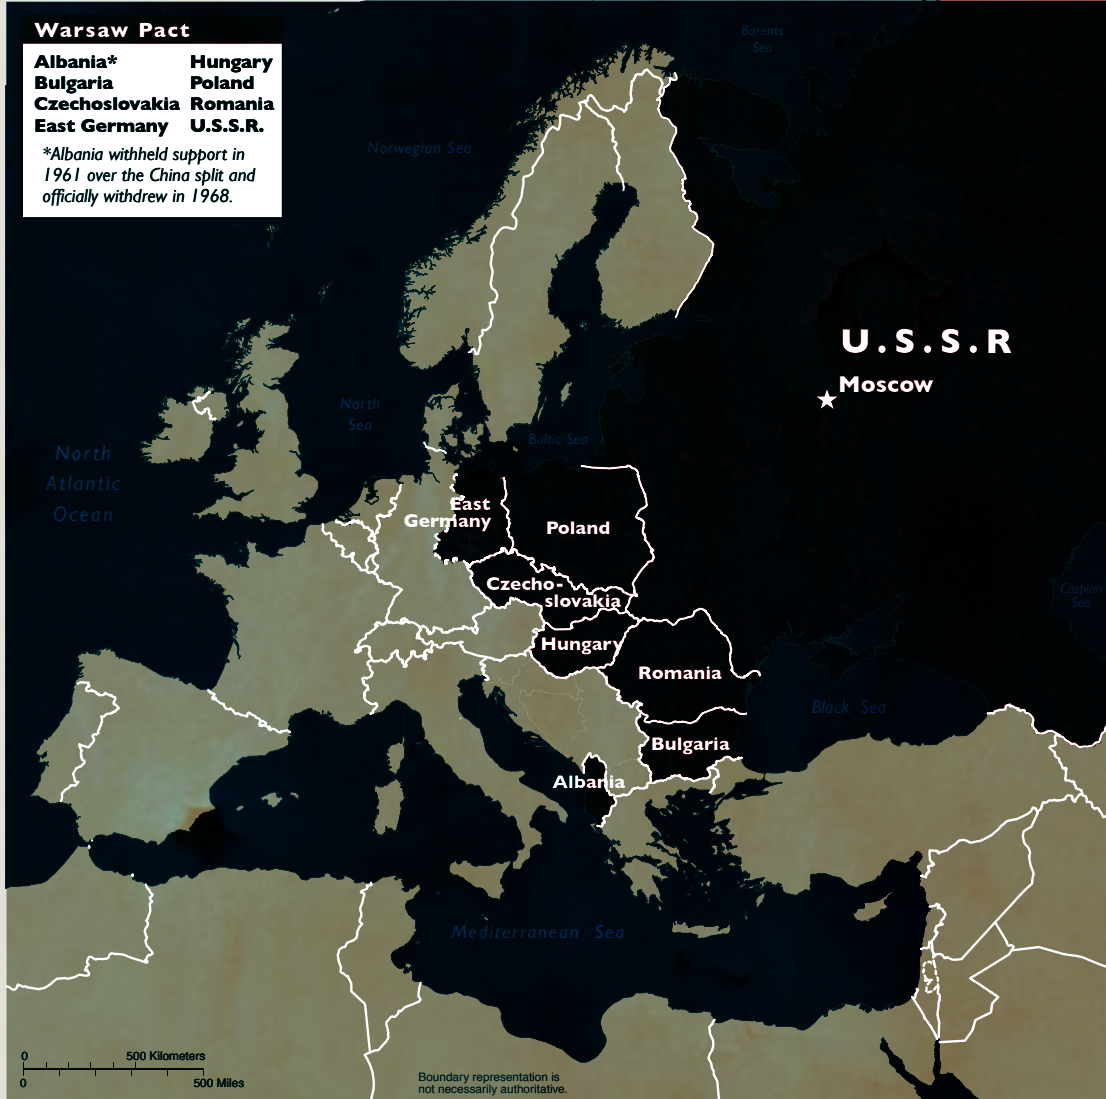 Warsaw Pact
Albania* Hungary
Bulgaria Poland
Czechoslovakia Romania
East Germany U.S.S.R.
*Albania withheld support in
1961 over the China split and
officially withdrew in 1968.
Barents
Sea
Norwegian Sea
U.S.S.R
Moscow
North
Sea
Baltic Sea
North
Atlantic
Ocean
East
Germany
Poland
Czecho-
slovakia
Caspian
Sea
Hungary
Romania
Black Sea
Bulgaria
Albania
Mediterranean Sea
0 500 Kilometers
0 500 Miles
Boundary representation is
not necessarily authoritative.